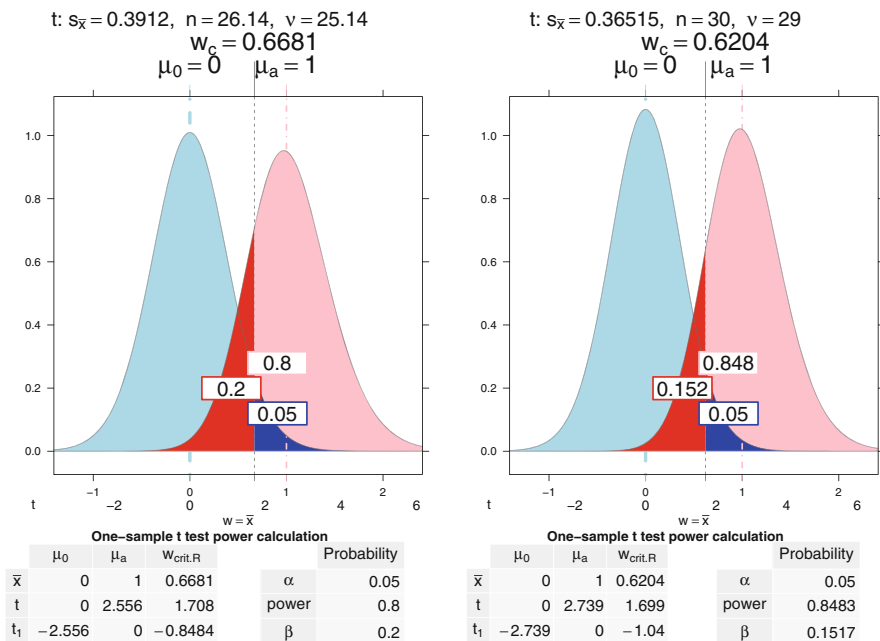 t: s_x̄ = 0.3912, n = 26.14, ν = 25.14
w_c = 0.6681
μ_0 = 0 μ_a = 1
1.0
0.8
0.6
0.4
0.2
0.0
0.8
0.2
0.05
−1 0 1
t −2 0 2 4 6
w = x̄
One−sample t test power calculation
μ_0 μ_a w_crit.R
x̄ 0 1 0.6681
t 0 2.556 1.708
t_1 −2.556 0 −0.8484
Probability
α 0.05
power 0.8
β 0.2
t: s_x̄ = 0.36515, n = 30, ν = 29
w_c = 0.6204
μ_0 = 0 μ_a = 1
1.0
0.8
0.6
0.4
0.2
0.0
0.848
0.152
0.05
−1 0 1 2
t −2 0 2 4 6
w = x̄
One−sample t test power calculation
μ_0 μ_a w_crit.R
x̄ 0 1 0.6204
t 0 2.739 1.699
t_1 −2.739 0 −1.04
Probability
α 0.05
power 0.8483
β 0.1517